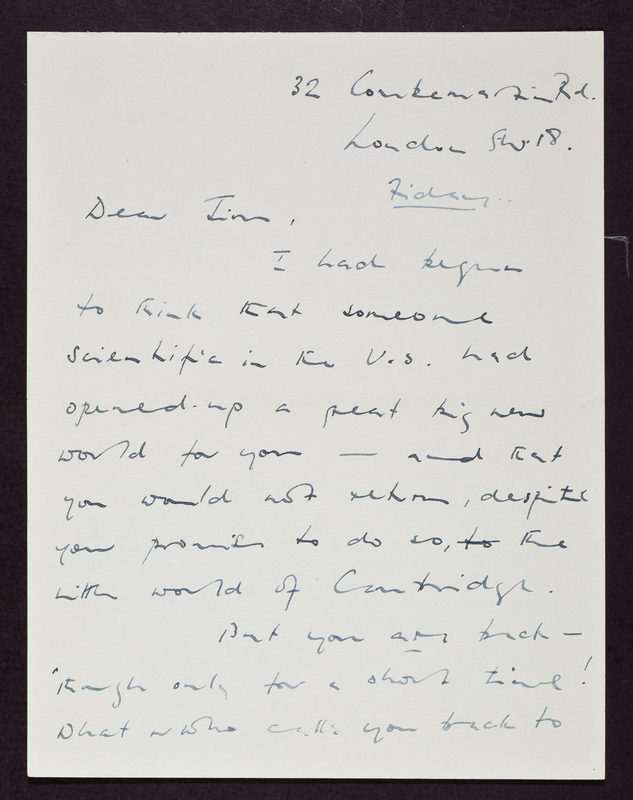 32 Rd.
London SW.18.
Friday.
Dear Jim,
I had begun
to think that someone
scientific in the U.S. had
opened-up a great big new
world for you — and that
you would not return, despite
your promise to do so, to the
little world of Cambridge.
But you are back —
'though only for a short time!
What or who calls you back to